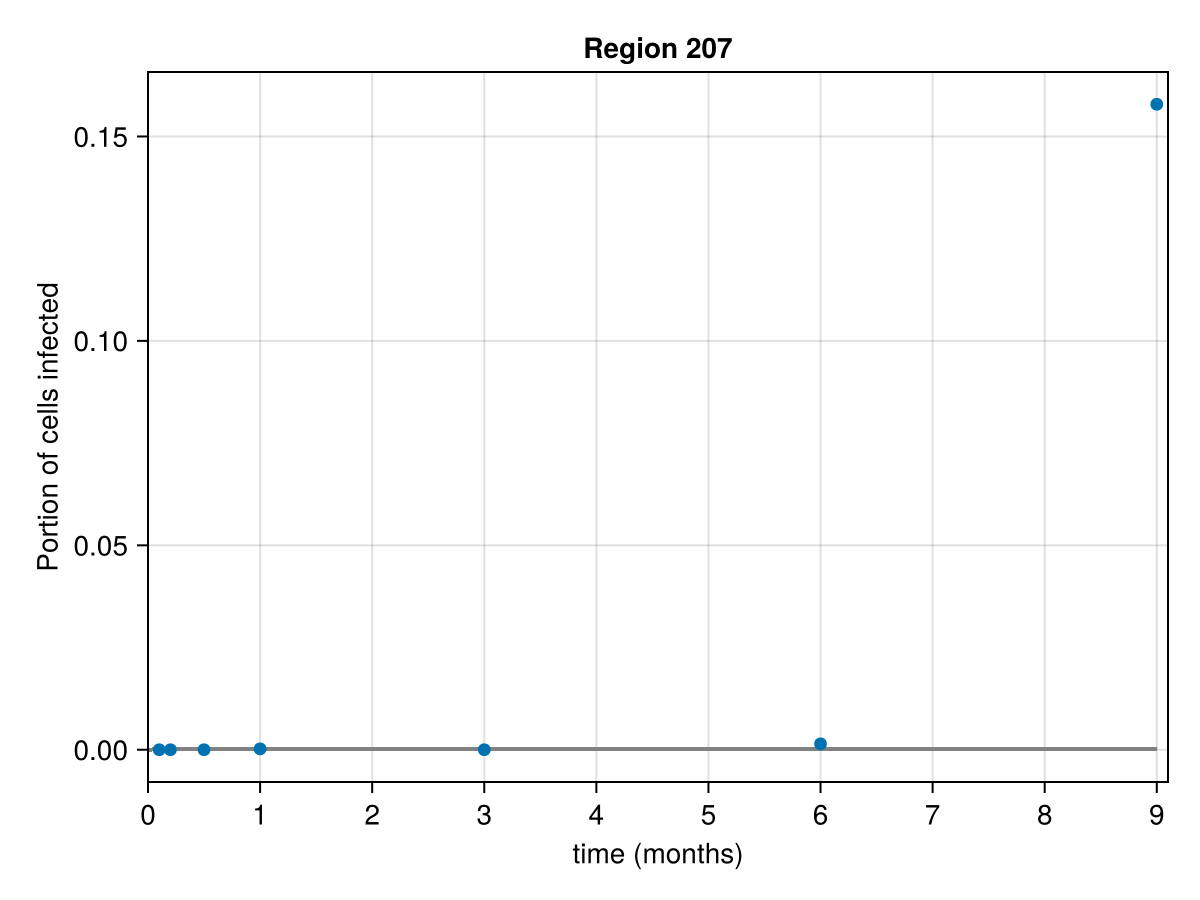 Region 207
Portion of cells infected
0.15
0.10
0.05
0.00
0 1 2 3 4 5 6 7 8 9
time (months)